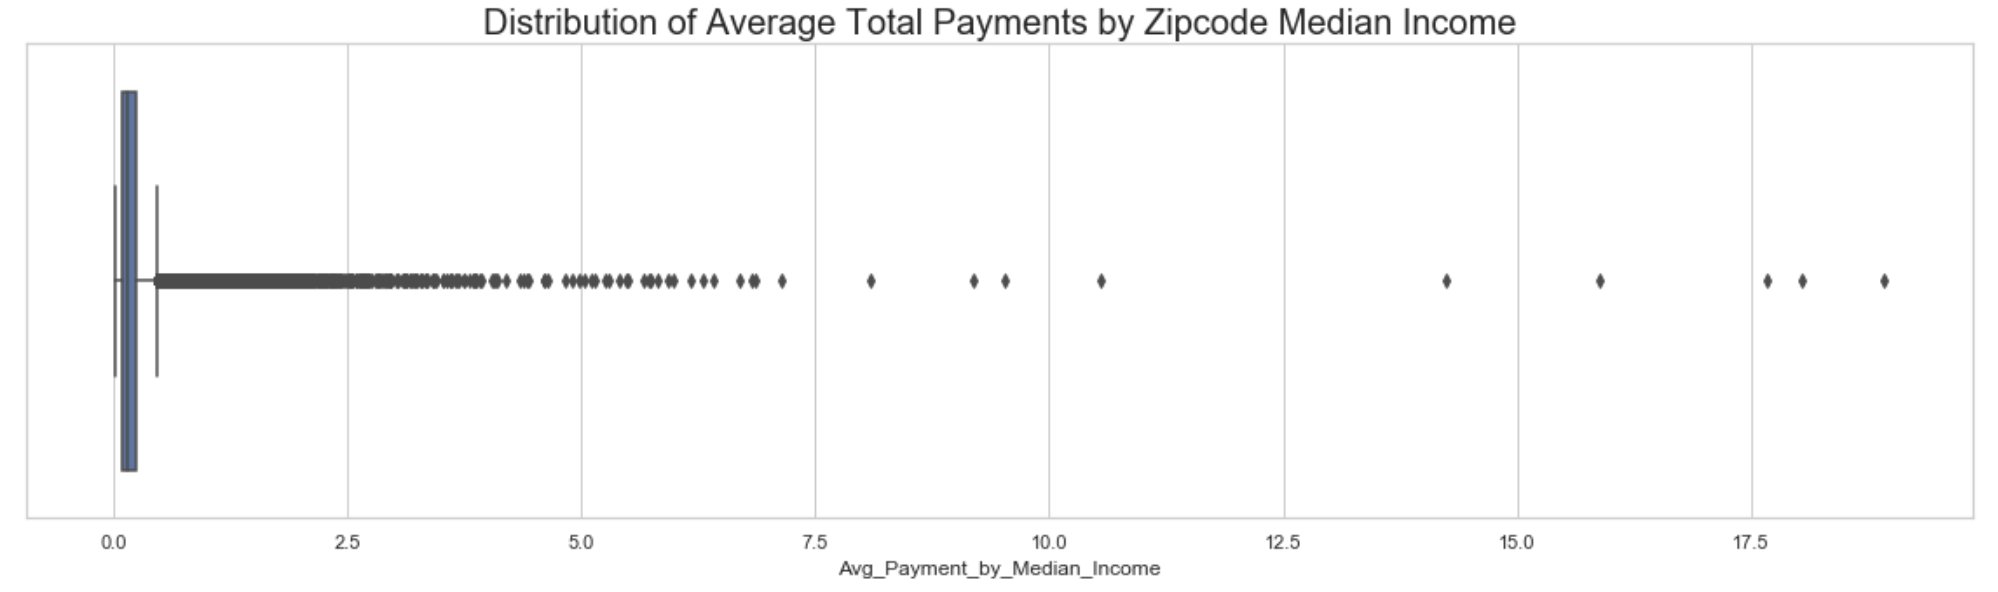 Distribution of Average Total Payments by Zipcode Median Income
0.0 2.5 5.0 7.5 10.0 12.5 15.0 17.5
Avg_Payment_by_Median_Income